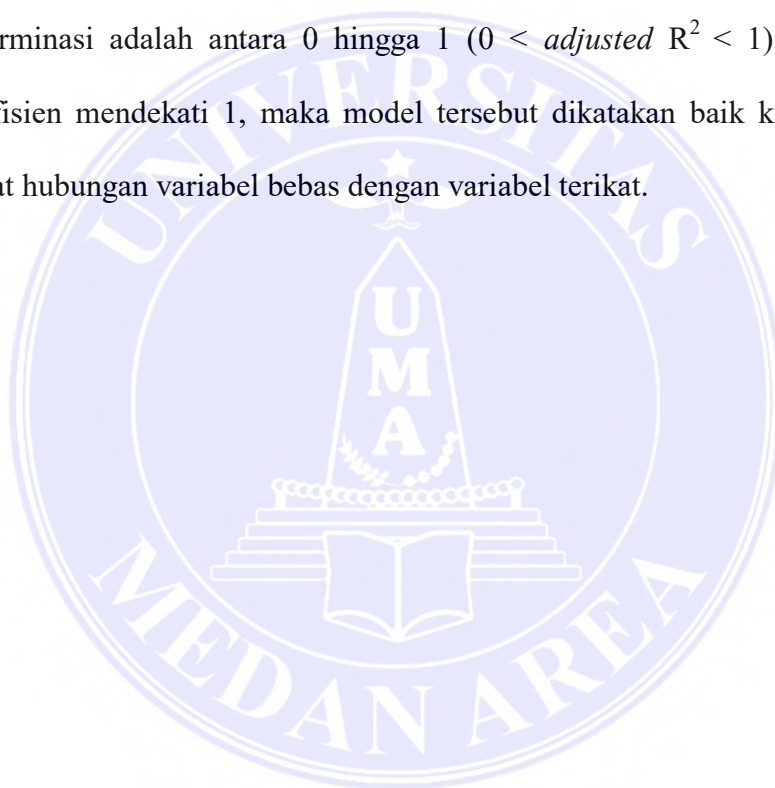 rminasi adalah antara 0 hingga 1 (0 < adjusted R² < 1)
fisien mendekati 1, maka model tersebut dikatakan baik k
at hubungan variabel bebas dengan variabel terikat.
UNIVERSITAS
U
M
A
MEDAN AREA